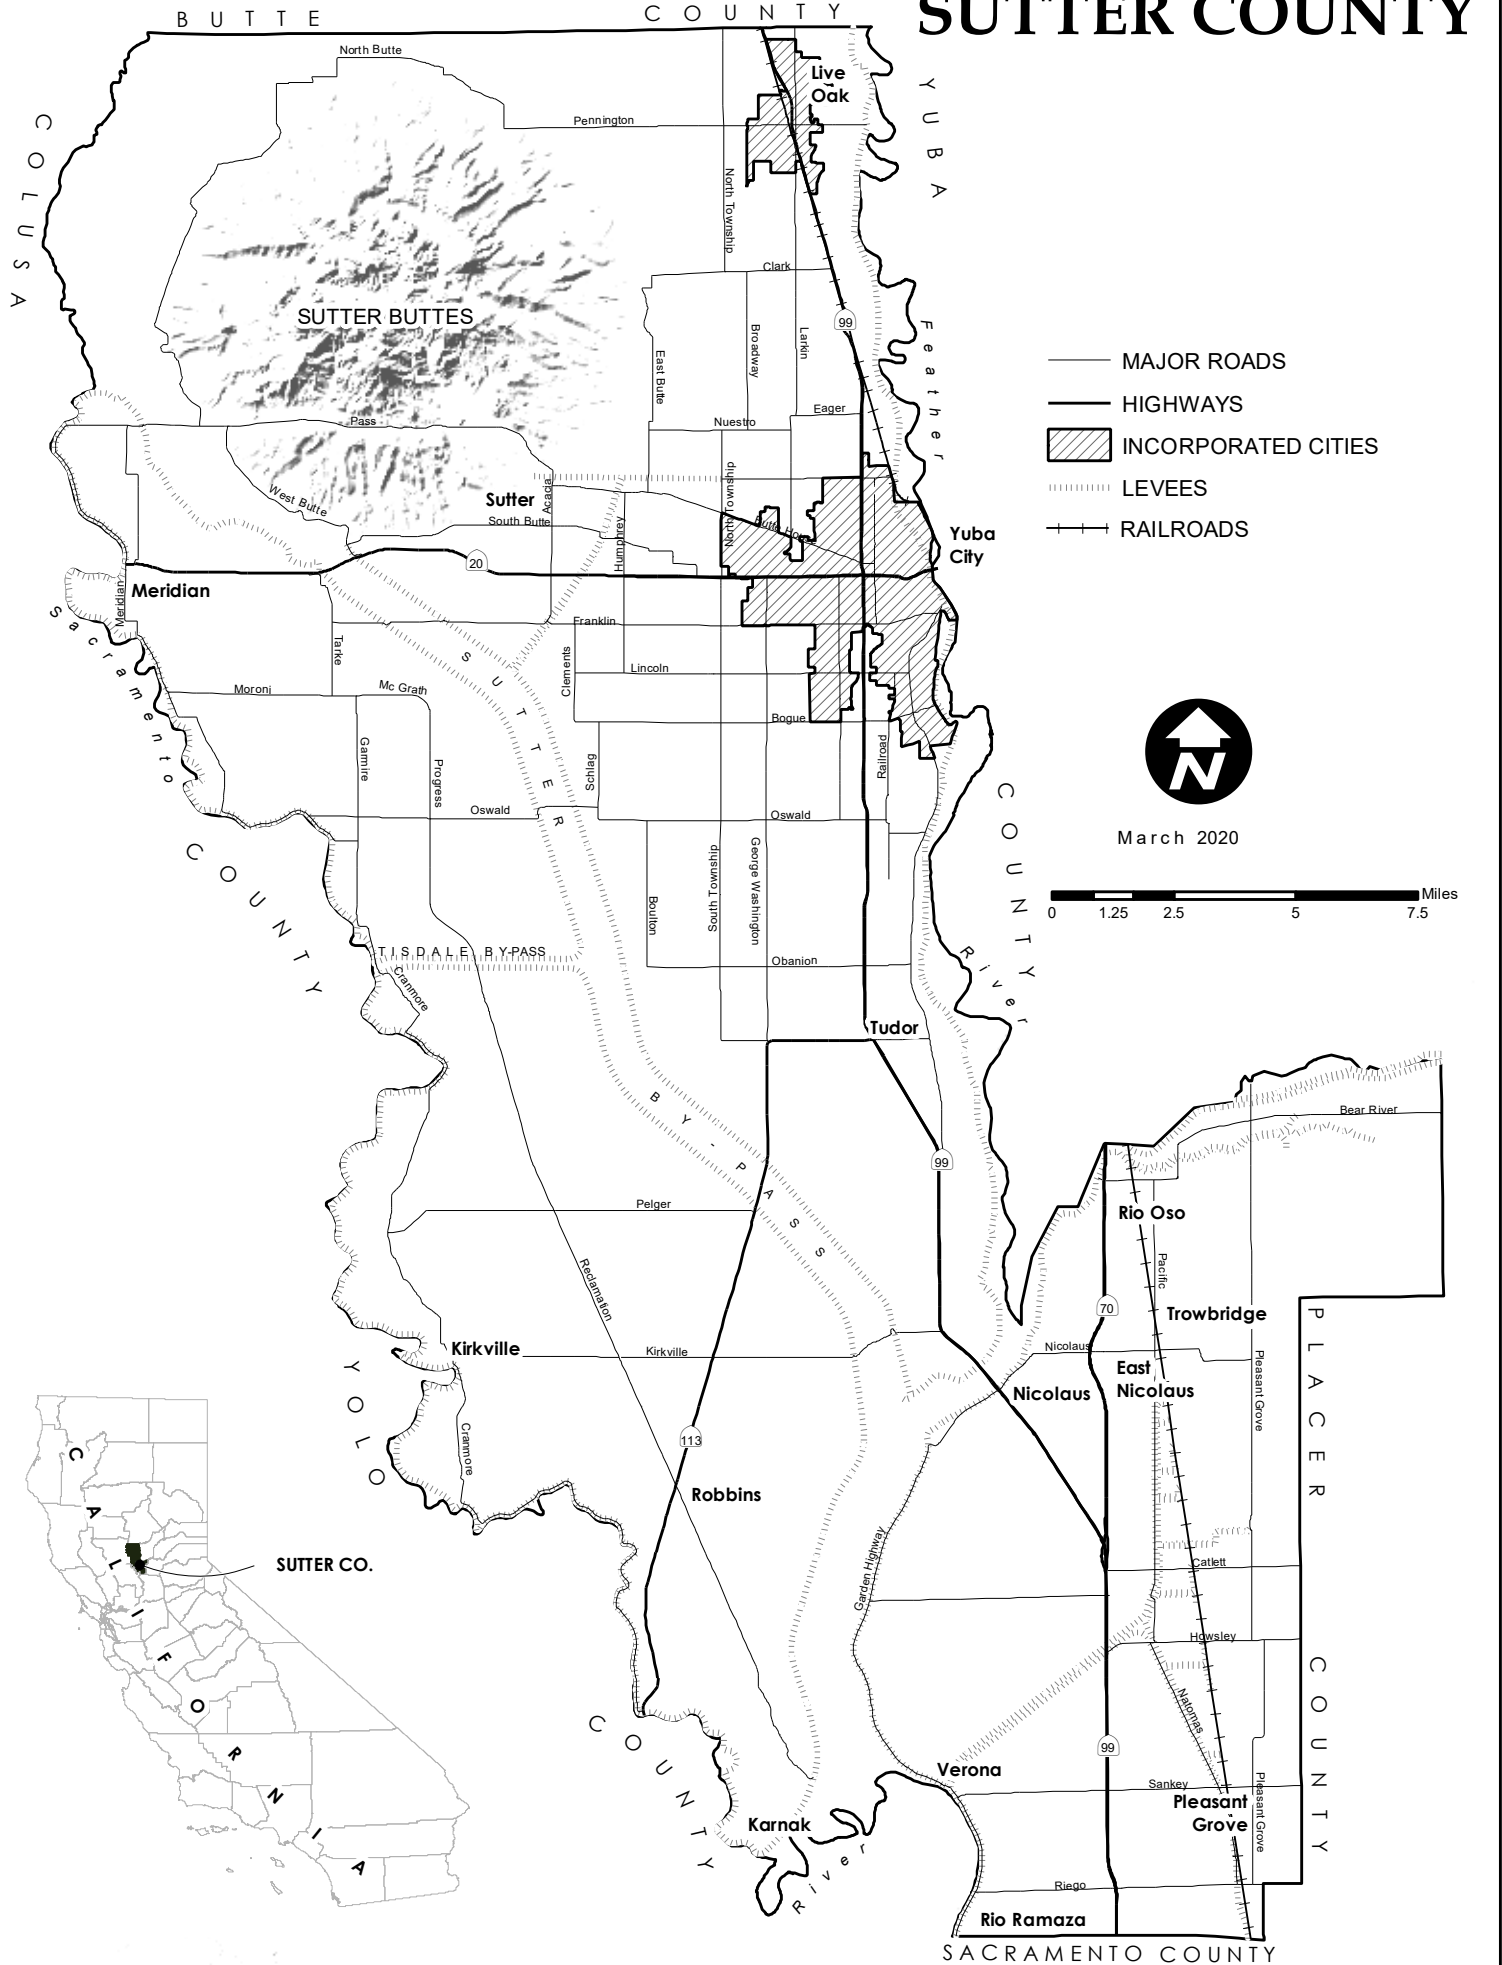 SUTTER COUNTY
BUTTE COUNTY
North Butte
Live
Oak
YUBA
COLUSA
Pennington
North Township
Clark
SUTTER BUTTES
99
Feather
East Butte
Broadway
Larkin
MAJOR ROADS
HIGHWAYS
INCORPORATED CITIES
LEVEES
RAILROADS
Eager
Pass
Nuestro
North Township
West Butte
Sutter
Acacia
South Butte
Humphrey
Butte House
Yuba
City
20
Meridian
Meridian
Sacramento
Franklin
Tarke
SUTTER
Clements
Lincoln
Moroni
Mc Grath
Bogue
Garmire
Progress
Schlag
Railroad
Oswald
Oswald
COUNTY
March 2020
COUNTY
South Township
George Washington
Boulton
Miles
0 1.25 2.5 5 7.5
TISDALE BY-PASS
Cranmore
Obanion
River
Tudor
BY-PASS
Bear River
99
Pelger
Rio Oso
Pacific
Reclamation
70
Trowbridge
PLACER
Kirkville
Kirkville
Nicolaus
East
Nicolaus
Pleasant Grove
Nicolaus
YOLO
Cranmore
113
Robbins
Garden Highway
CALIFORNIA
SUTTER CO.
Catlett
Howsley
COUNTY
Natomas
COUNTY
99
Verona
Sankey
Pleasant
Grove
Pleasant Grove
Karnak
River
Riego
Rio Ramaza
SACRAMENTO COUNTY
N